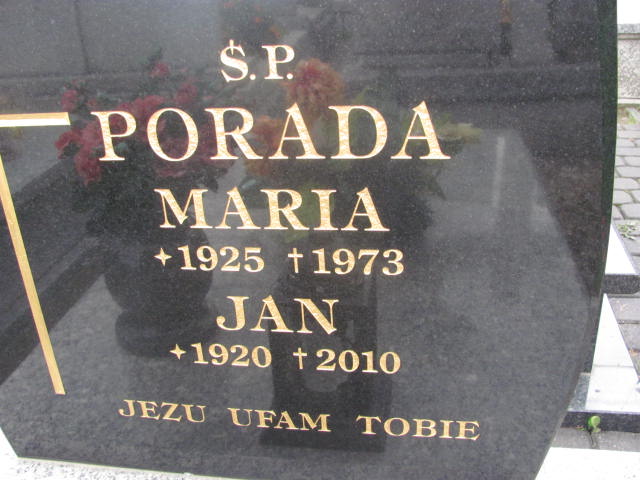 Ś.P.
PORADA
MARIA
✦1925 †1973
JAN
✦1920 †2010
JEZU UFAM TOBIE